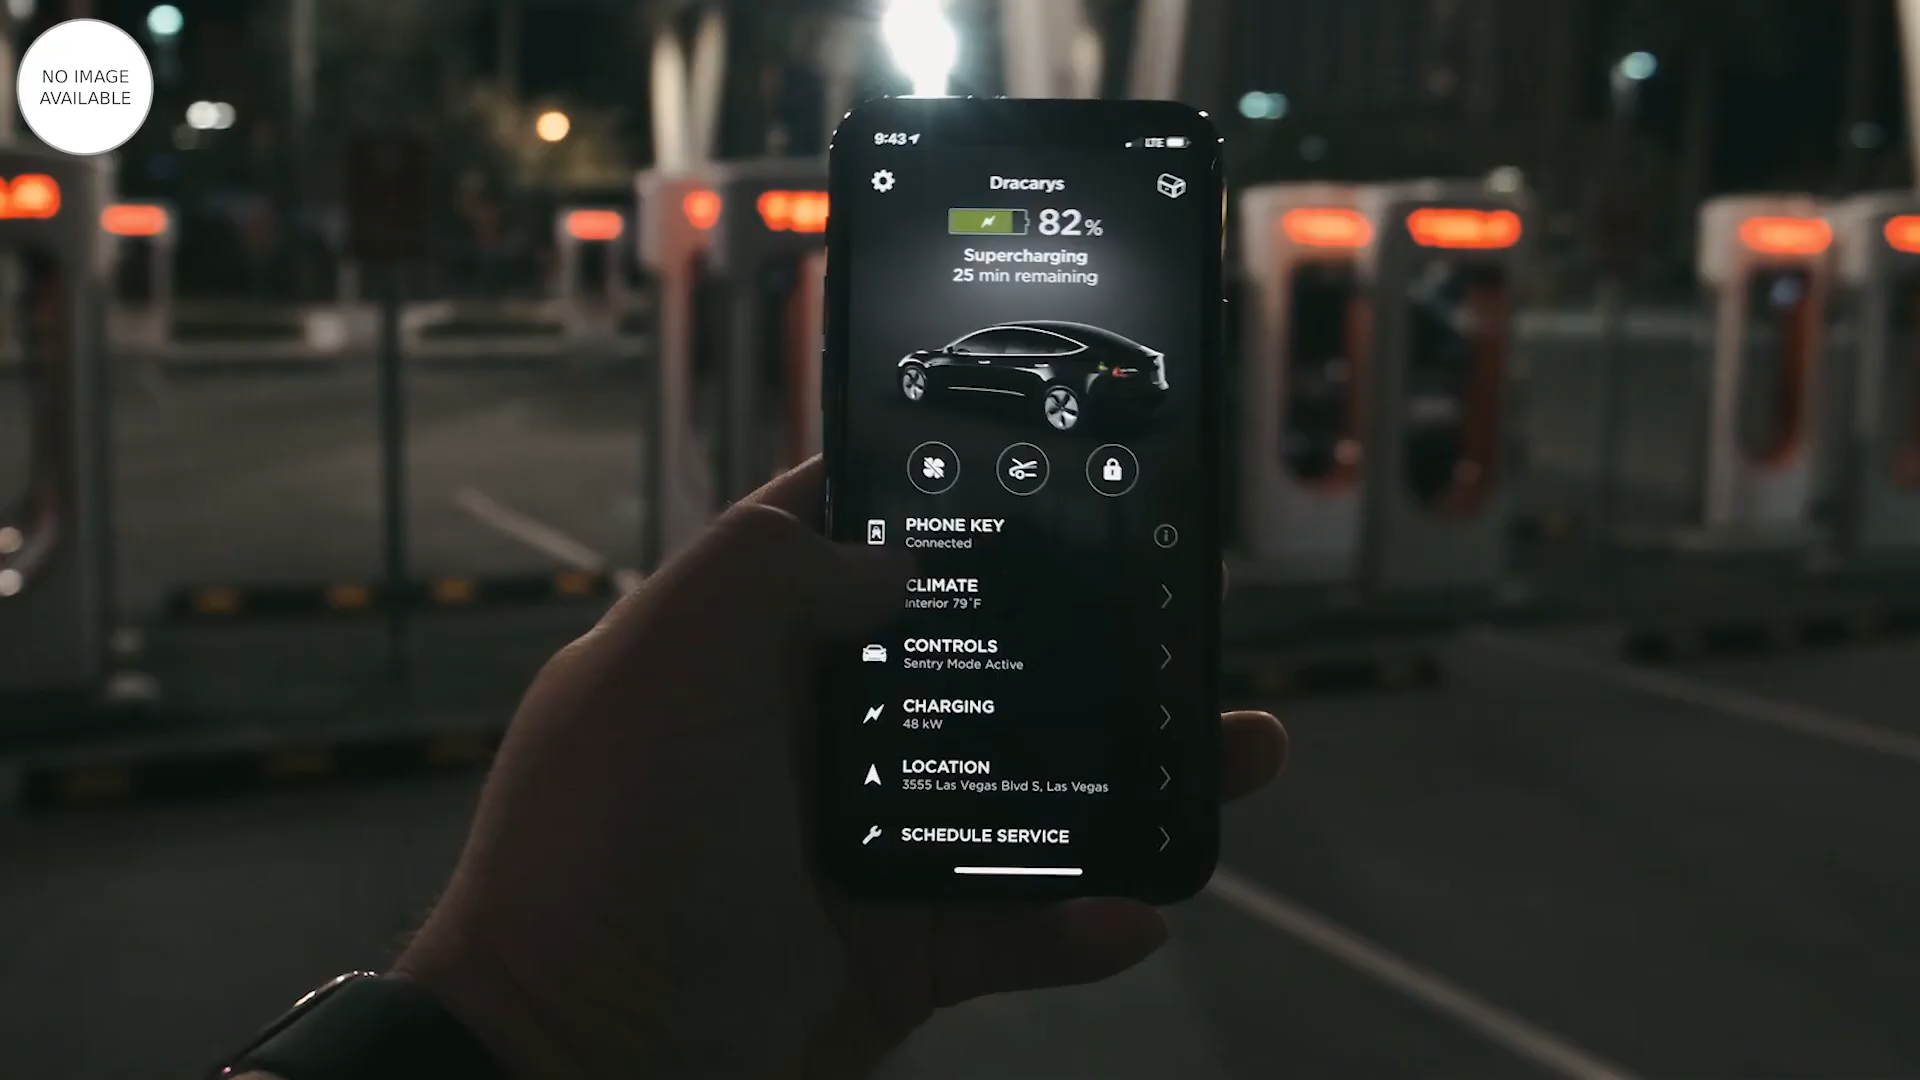 NO IMAGE
AVAILABLE
9:43
LTE
Dracarys
82%
Supercharging
25 min remaining
PHONE KEY
Connected
CLIMATE
Interior 79°F
CONTROLS
Sentry Mode Active
CHARGING
48 kW
LOCATION
3555 Las Vegas Blvd S, Las Vegas
SCHEDULE SERVICE